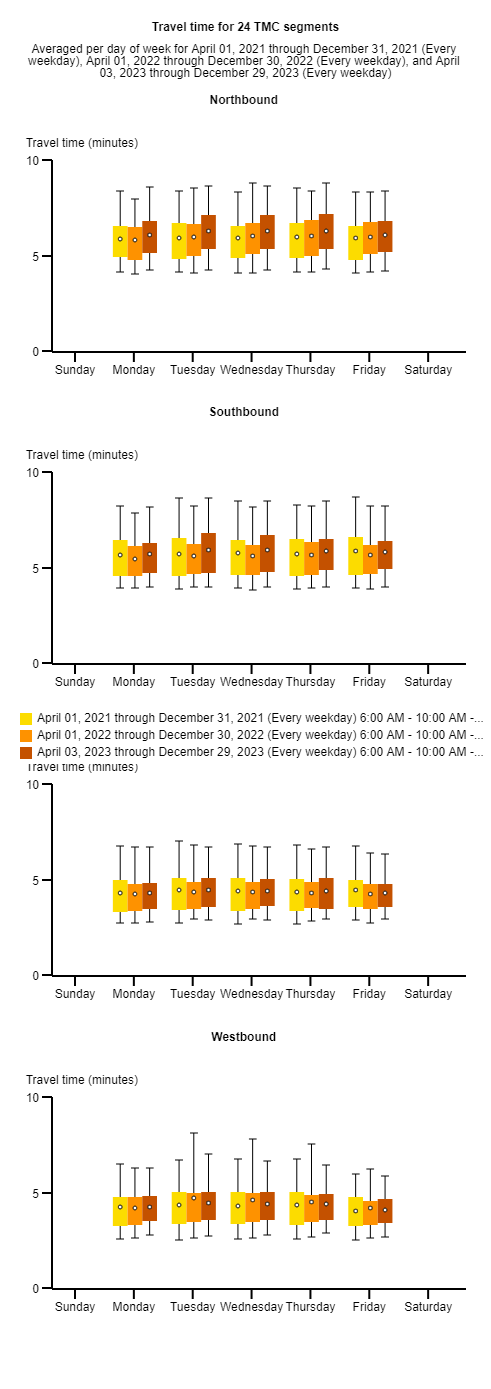 Travel time for 24 TMC segments
Averaged per day of week for April 01, 2021 through December 31, 2021 (Every
weekday), April 01, 2022 through December 30, 2022 (Every weekday), and April
03, 2023 through December 29, 2023 (Every weekday)
Northbound
Travel time (minutes)
10
5
0
Sunday Monday Tuesday Wednesday Thursday Friday Saturday
Southbound
Travel time (minutes)
10
5
0
Sunday Monday Tuesday Wednesday Thursday Friday Saturday
April 01, 2021 through December 31, 2021 (Every weekday) 6:00 AM - 10:00 AM -...
April 01, 2022 through December 30, 2022 (Every weekday) 6:00 AM - 10:00 AM -...
April 03, 2023 through December 29, 2023 (Every weekday) 6:00 AM - 10:00 AM -...
Travel time (minutes)
10
5
0
Sunday Monday Tuesday Wednesday Thursday Friday Saturday
Westbound
Travel time (minutes)
10
5
0
Sunday Monday Tuesday Wednesday Thursday Friday Saturday